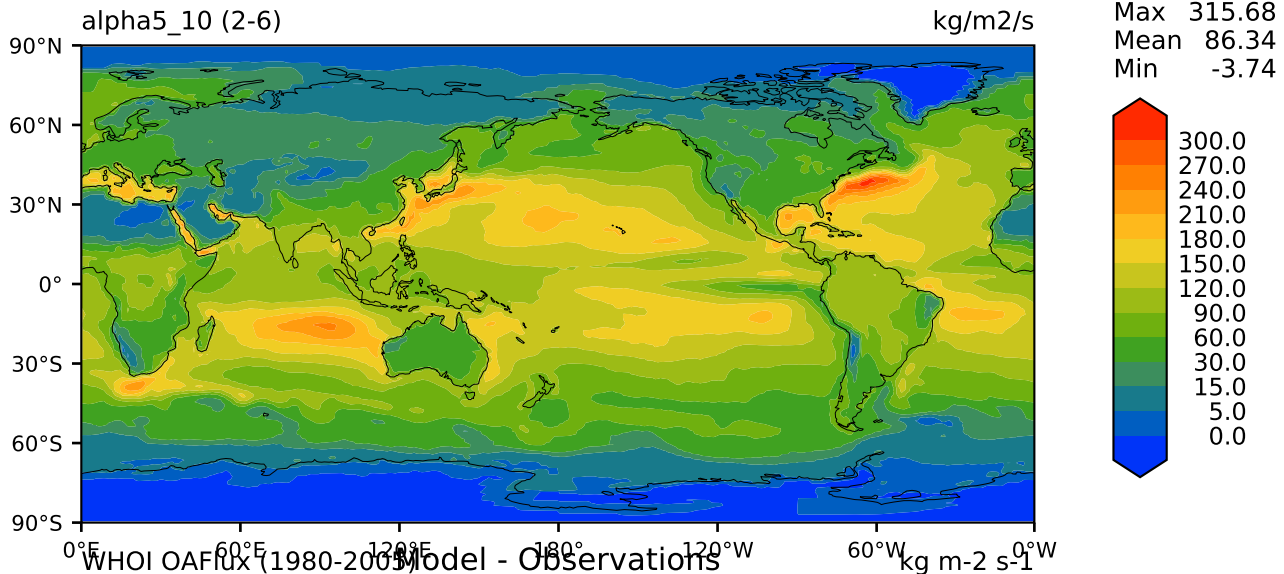 alpha5_10 (2-6)
kg/m2/s
Max 315.68
Mean 86.34
Min -3.74
90°N
60°N
30°N
0°
30°S
60°S
90°S
0°E 60°E 120°E 180° 120°W 60°W 0°W
300.0
270.0
240.0
210.0
180.0
150.0
120.0
90.0
60.0
30.0
15.0
5.0
0.0
WHOI OAFlux (1980-2005)
Model - Observations
kg m-2 s-1